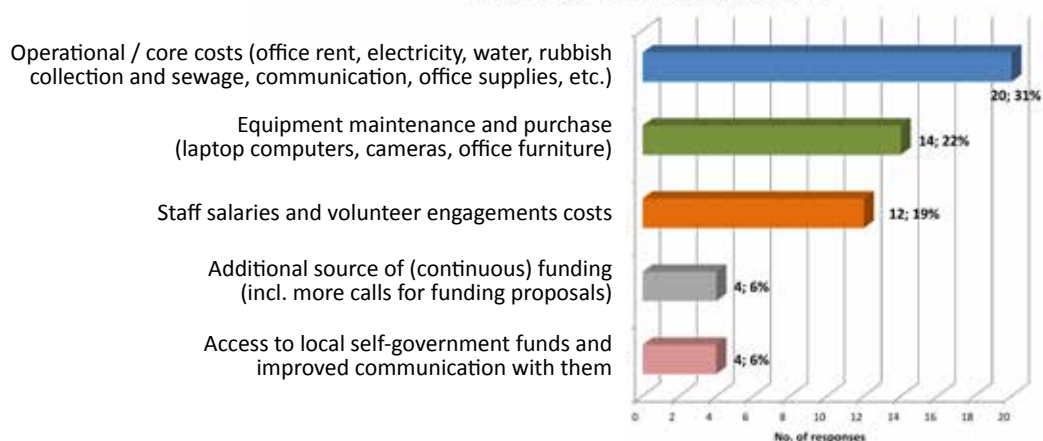 Operational / core costs (office rent, electricity, water, rubbish
collection and sewage, communication, office supplies, etc.)
20; 31%
Equipment maintenance and purchase
(laptop computers, cameras, office furniture)
14; 22%
Staff salaries and volunteer engagements costs
12; 19%
Additional source of (continuous) funding
(incl. more calls for funding proposals)
4; 6%
Access to local self-government funds and
improved communication with them
4; 6%
0 2 4 6 8 10 12 14 16 18 20
No. of responses